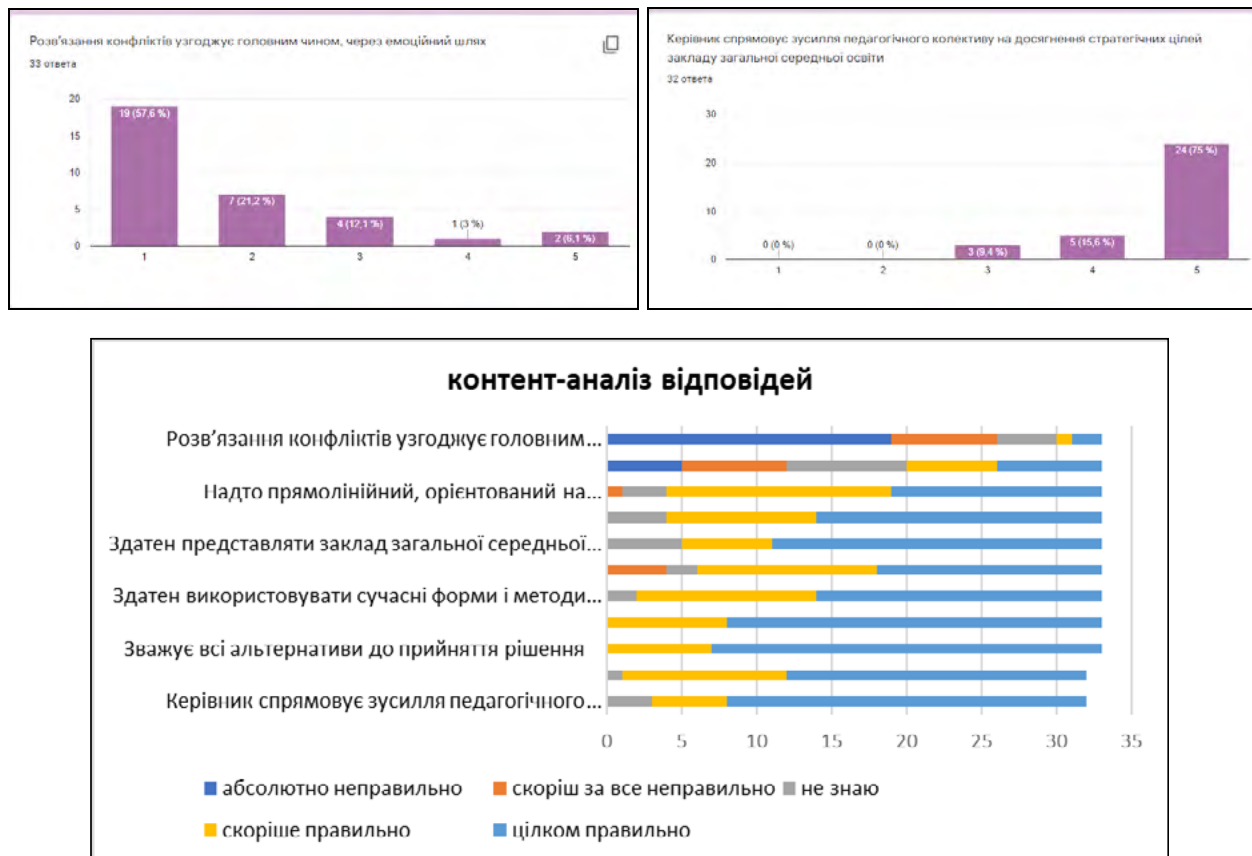 Розв'язання конфліктів узгоджує головним чином, через емоційний шлях
33 ответа
20
15
10
5
0
19 (57,6 %)
7 (21,2 %)
4 (12,1 %)
1 (3 %)
2 (6,1 %)
1
2
3
4
5
Керівник спрямовує зусилля педагогічного колективу на досягнення стратегічних цілей
закладу загальної середньої освіти
32 ответа
30
20
10
0
0 (0 %)
0 (0 %)
3 (9,4 %)
5 (15,6 %)
24 (75 %)
1
2
3
4
5
контент-аналіз відповідей
Розв’язання конфліктів узгоджує головним...
Надто прямолінійний, орієнтований на...
Здатен представляти заклад загальної середньої...
Здатен використовувати сучасні форми і методи...
Зважує всі альтернативи до прийняття рішення
Керівник спрямовує зусилля педагогічного...
0 5 10 15 20 25 30 35
абсолютно неправильно скоріш за все неправильно не знаю
скоріше правильно цілком правильно